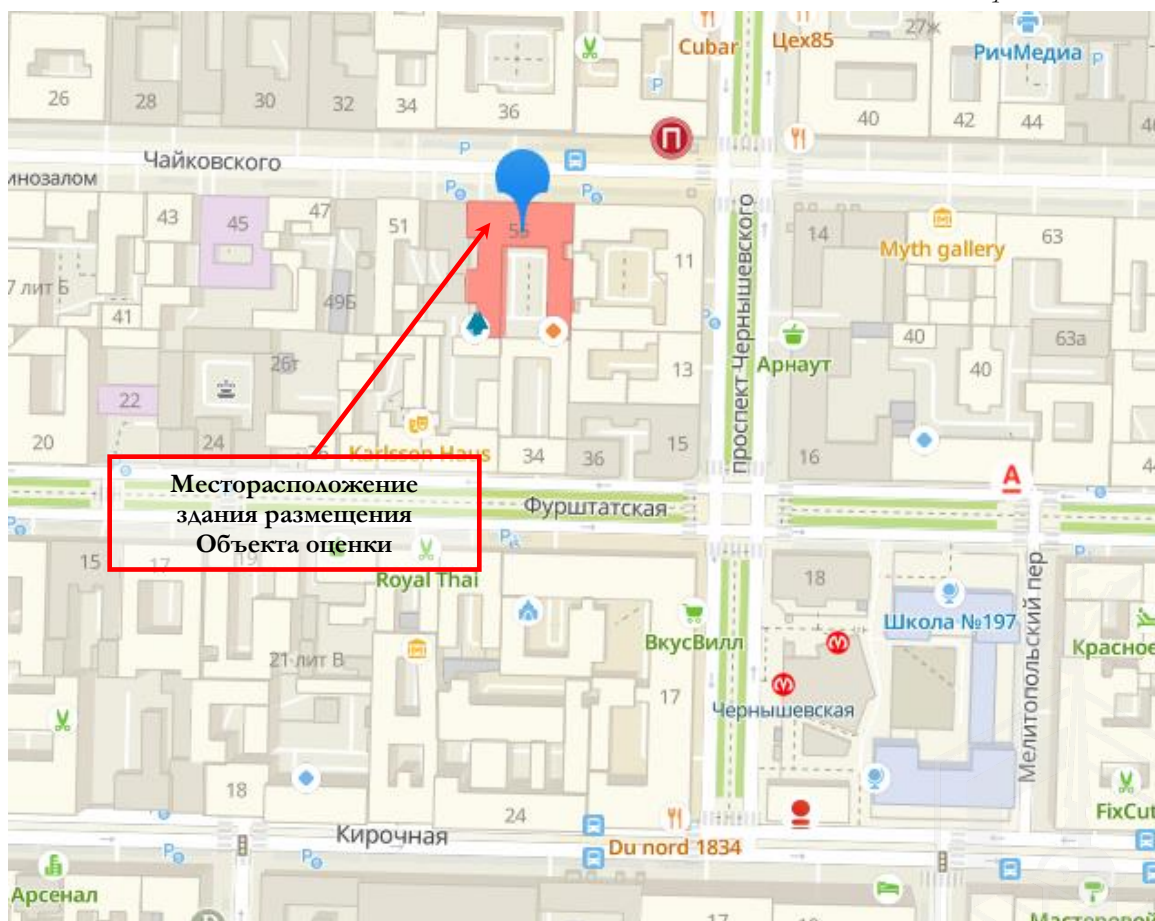 Cubar
Цех85
27ж
РичМедиа
P
26
28
30
32
34
36
P
40
42
44
П
Чайковского
P
инозалом
P
P
43
45
47
51
14
63
Myth gallery
11
7 лит Б
49Б
41
40
63а
проспект Чернышевского
Арнаут
13
40
26т
22
20
24
Karlsson Haus
34
36
15
16
Месторасположение
здания размещения
Объекта оценки
Фурштатская
А
15
17
19
Royal Thai
18
Школа №197
Мелитопольский пер
ВкусВилл
Красное
21 лит В
17
Чернышевская
18
24
FixCut
Кирочная
Du nord 1834
P
P
Арсенал
17